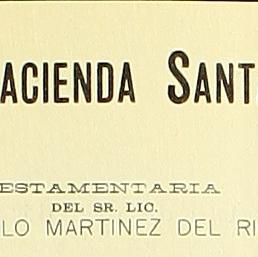 ACIENDA SANT
ESTAMENTARIA
DEL SR. LIC.
LO MARTINEZ DEL RI